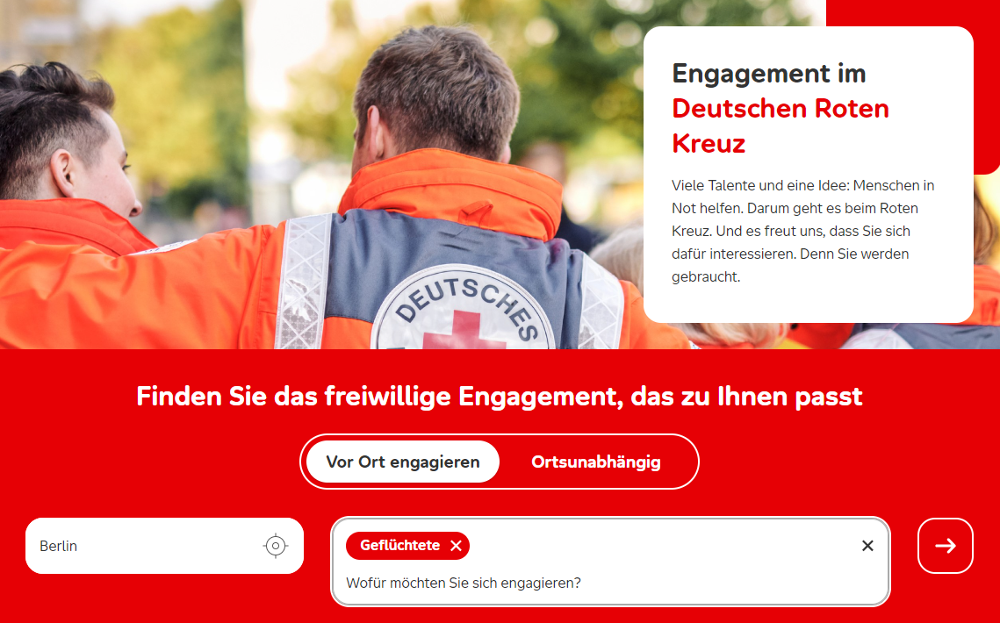 DEUTSCHES
Engagement im
Deutschen Roten
Kreuz
Viele Talente und eine Idee: Menschen in
Not helfen. Darum geht es beim Roten
Kreuz. Und es freut uns, dass Sie sich
dafür interessieren. Denn Sie werden
gebraucht.
Finden Sie das freiwillige Engagement, das zu Ihnen passt
Vor Ort engagieren
Ortsunabhängig
Berlin
Geflüchtete
Wofür möchten Sie sich engagieren?